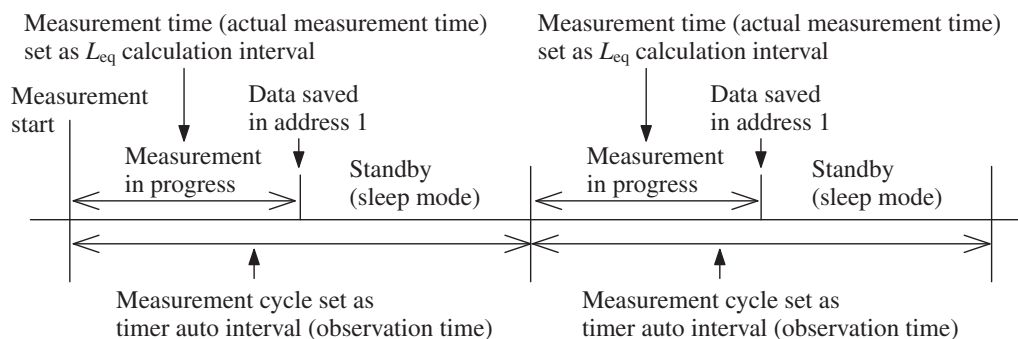 Measurement time (actual measurement time)
set as Leq calculation interval
Measurement time (actual measurement time)
set as Leq calculation interval
Measurement
start
Data saved
in address 1
Data saved
in address 1
Measurement
in progress
Standby
(sleep mode)
Measurement
in progress
Standby
(sleep mode)
Measurement cycle set as
timer auto interval (observation time)
Measurement cycle set as
timer auto interval (observation time)